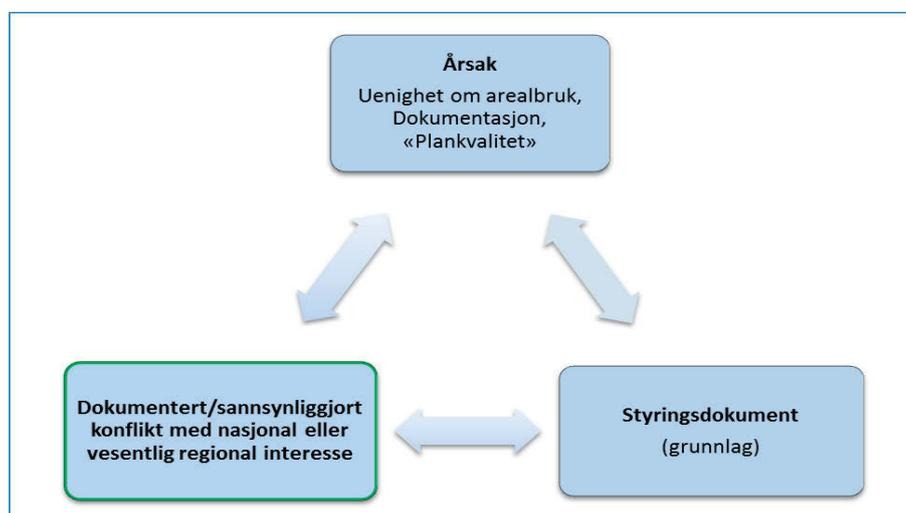 Årsak
Uenighet om arealbruk,
Dokumentasjon,
«Plankvalitet»
Dokumentert/sannsynliggjort
konflikt med nasjonal eller
vesentlig regional interesse
Styringsdokument
(grunnlag)